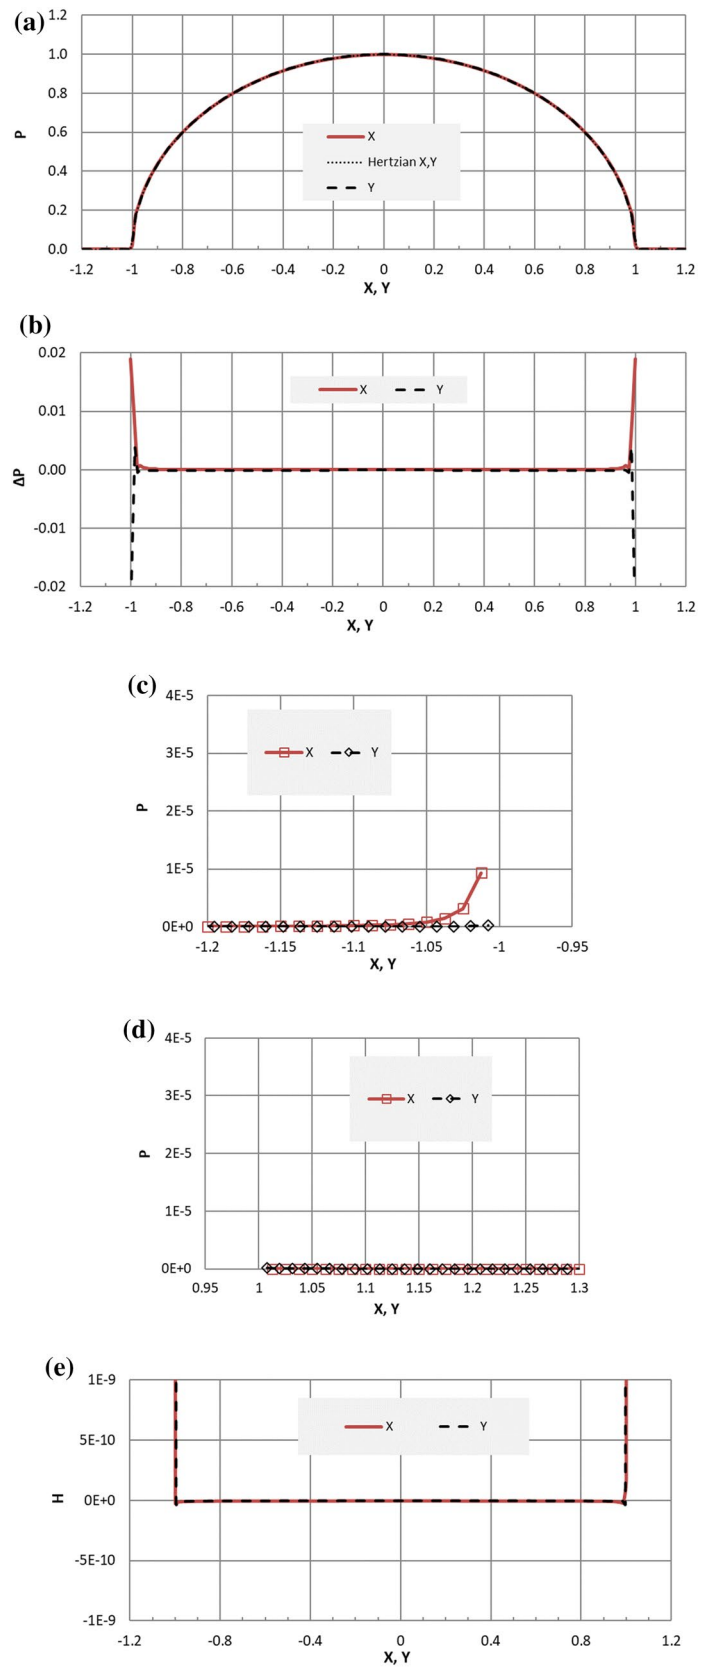 (a)
1.2
1.0
0.8
0.6
0.4
0.2
0.0
P
X
Hertzian X,Y
Y
-1.2 -1 -0.8 -0.6 -0.4 -0.2 0 0.2 0.4 0.6 0.8 1 1.2
X, Y
(b)
0.02
0.01
0.00
-0.01
-0.02
ΔP
X Y
-1.2 -1 -0.8 -0.6 -0.4 -0.2 0 0.2 0.4 0.6 0.8 1 1.2
X, Y
(c)
4E-5
3E-5
2E-5
1E-5
0E+0
P
X Y
-1.2 -1.15 -1.1 -1.05 -1 -0.95
X, Y
(d)
4E-5
3E-5
2E-5
1E-5
0E+0
P
X Y
0.95 1 1.05 1.1 1.15 1.2 1.25 1.3
X, Y
(e)
1E-9
5E-10
0E+0
-5E-10
-1E-9
H
X Y
-1.2 -0.8 -0.4 0 0.4 0.8 1.2
X, Y